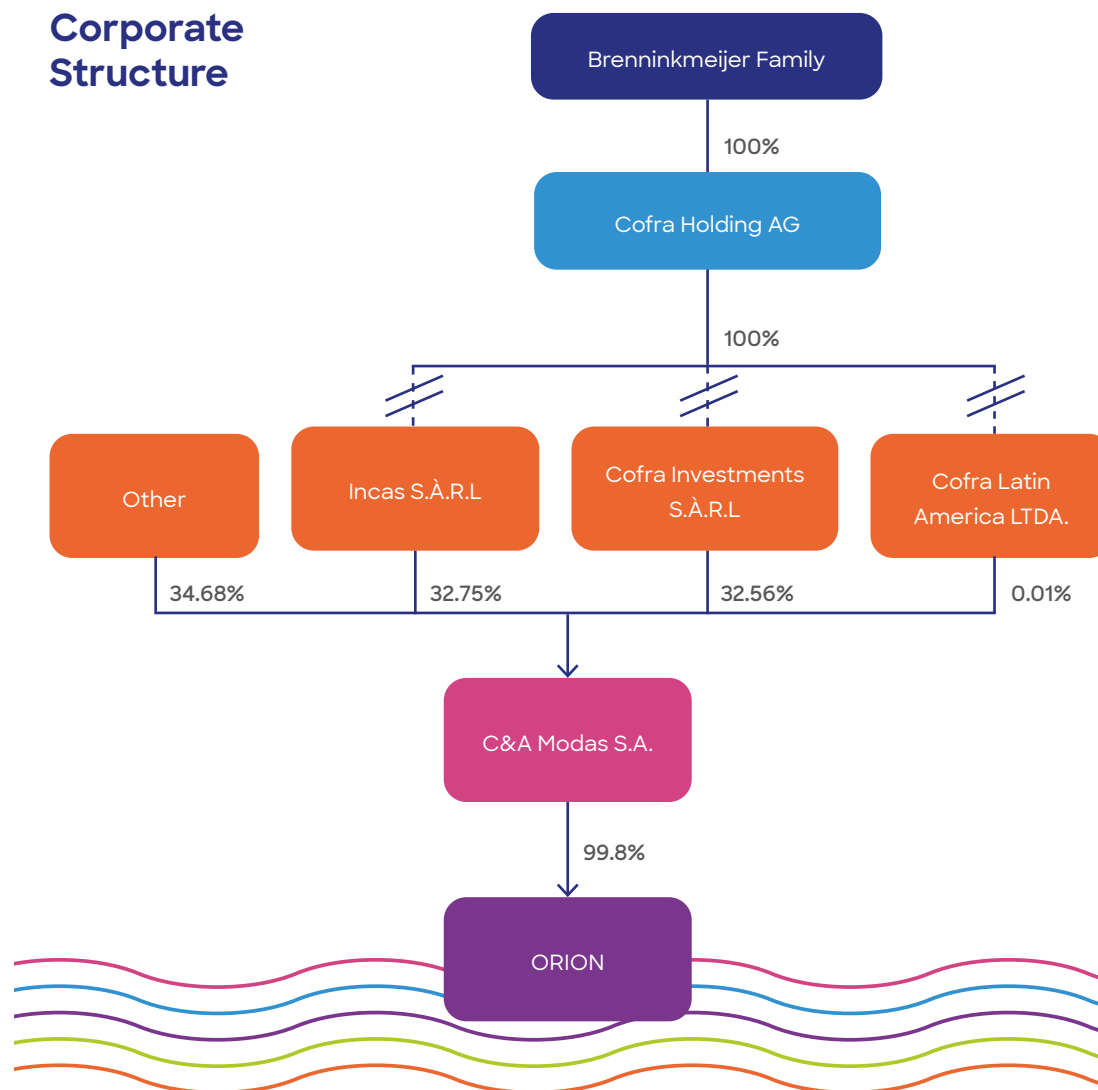 Corporate
Structure
Brenninkmeijer Family
100%
Cofra Holding AG
100%
Other
Incas S.À.R.L
Cofra Investments
S.À.R.L
Cofra Latin
America LTDA.
34.68%
32.75%
32.56%
0.01%
C&A Modas S.A.
99.8%
ORION